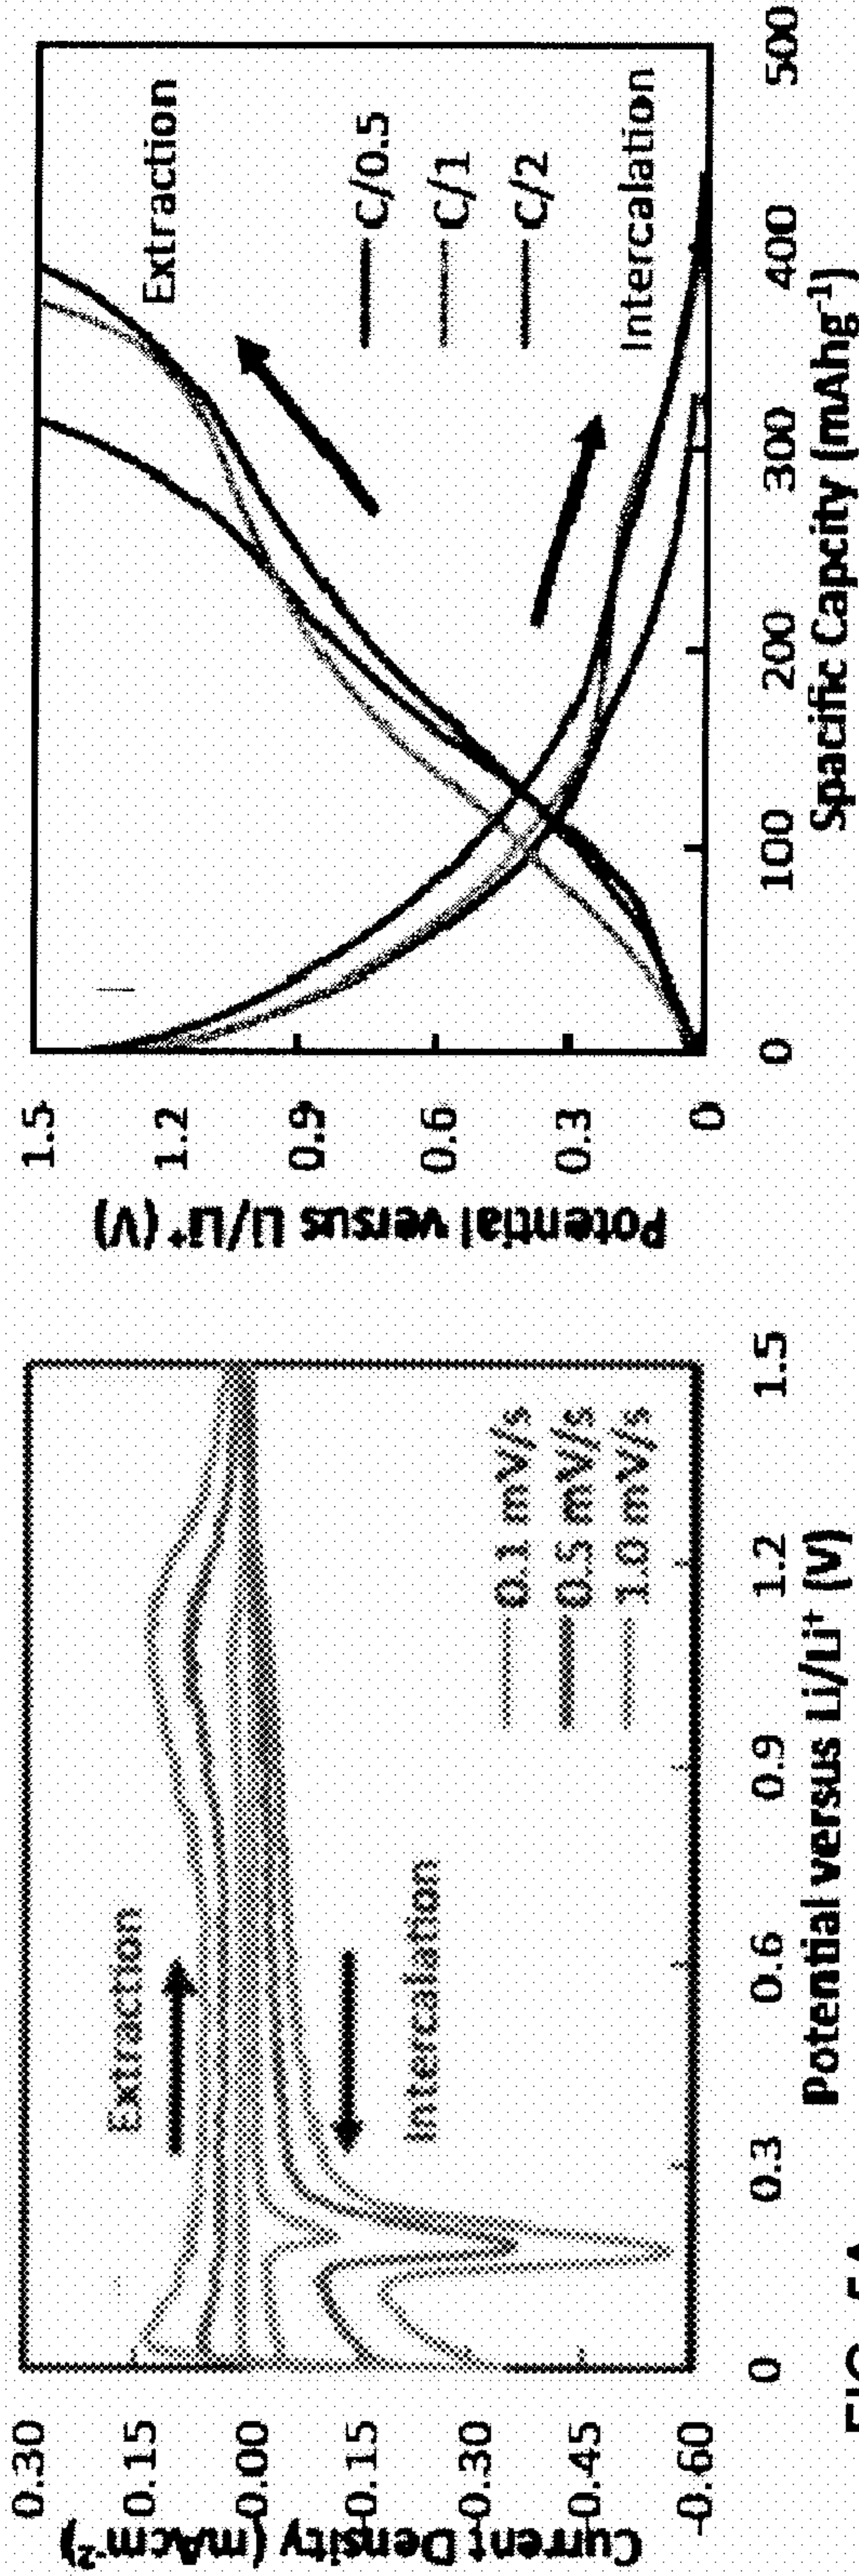 0.30
0.15
0.00
-0.15
-0.30
-0.45
-0.60
Current Density (mAcm-2)
Extraction
Intercalation
0.1 mV/s
0.5 mV/s
1.0 mV/s
0
0.3
0.6
0.9
1.2
1.5
Potential versus Li/Li+ (V)
1.5
1.2
0.9
0.6
0.3
0
Potential versus Li/Li+ (V)
Extraction
C/0.5
C/1
C/2
Intercalation
0
100
200
300
400
500
Spacific Capcity (mAhg-1)